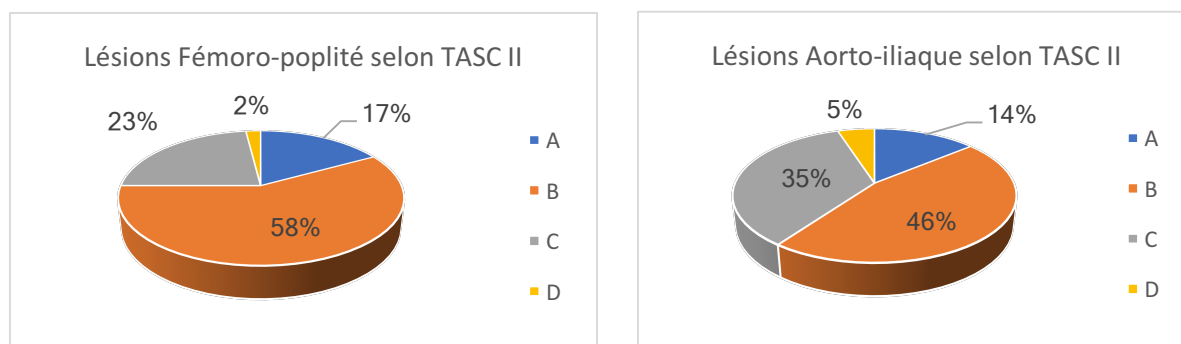 Lésions Fémoro-poplité selon TASC II
2%
17%
23%
58%
A
B
C
D
Lésions Aorto-iliaque selon TASC II
5%
14%
35%
46%
A
B
C
D